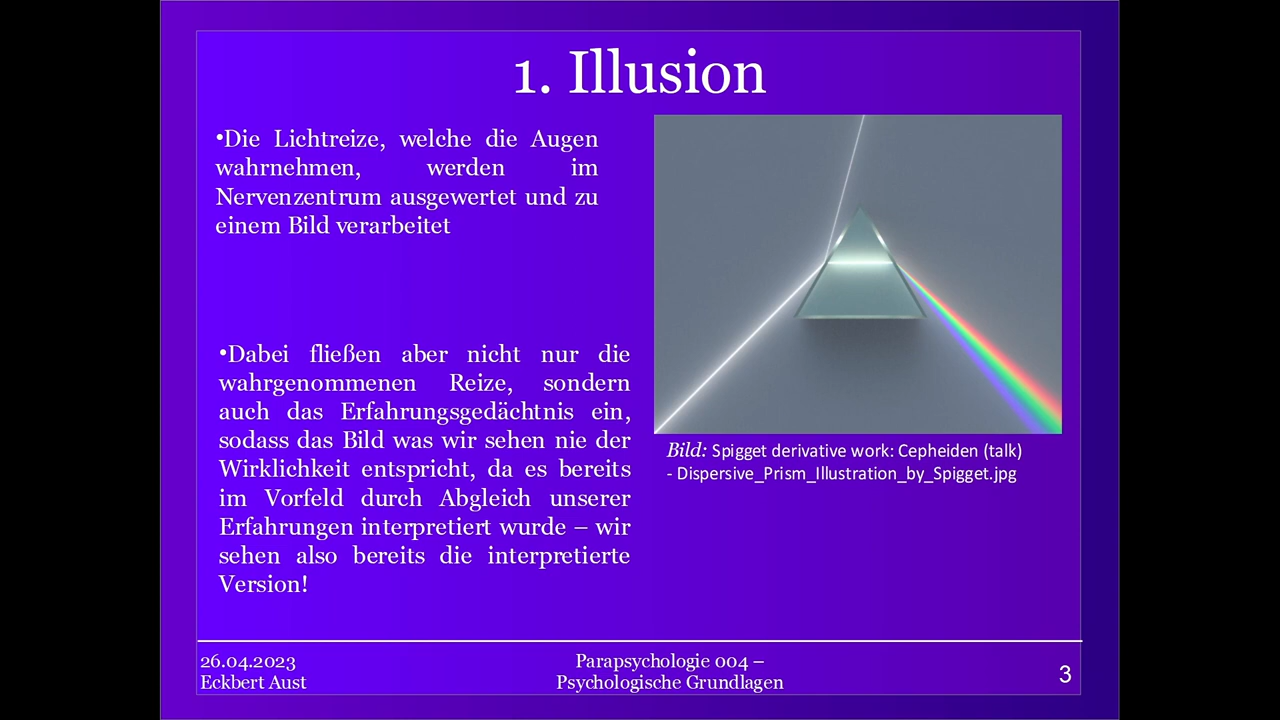 1. Illusion
•Die Lichtreize, welche die Augen
wahrnehmen, werden im
Nervenzentrum ausgewertet und zu
einem Bild verarbeitet
•Dabei fließen aber nicht nur die
wahrgenommenen Reize, sondern
auch das Erfahrungsgedächtnis ein,
sodass das Bild was wir sehen nie der
Wirklichkeit entspricht, da es bereits
im Vorfeld durch Abgleich unserer
Erfahrungen interpretiert wurde – wir
sehen also bereits die interpretierte
Version!
Bild: Spigget derivative work: Cepheiden (talk)
- Dispersive_Prism_Illustration_by_Spigget.jpg
26.04.2023
Eckbert Aust
Parapsychologie 004 –
Psychologische Grundlagen
3